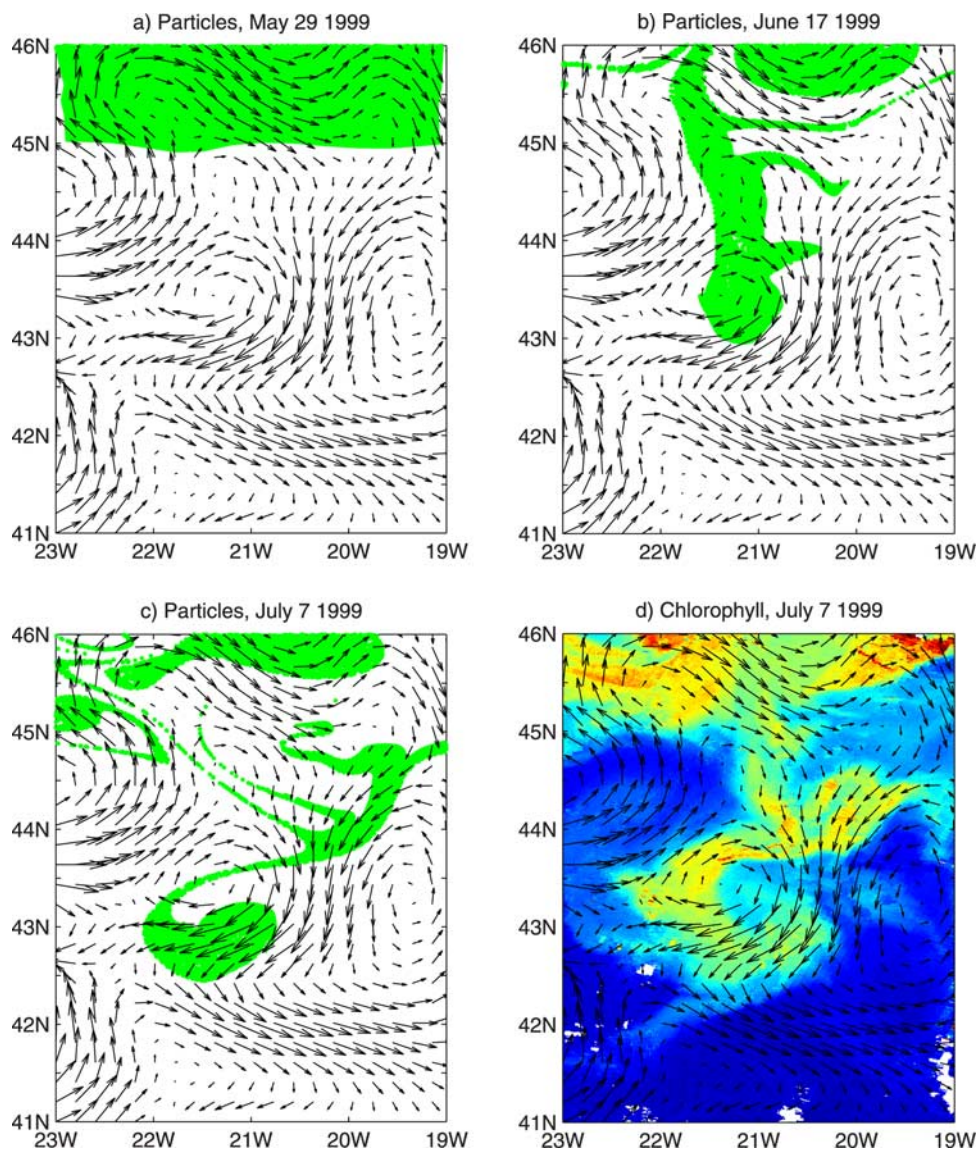 a) Particles, May 29 1999
b) Particles, June 17 1999
46N
45N
44N
43N
42N
41N
23W 22W 21W 20W 19W
46N
45N
44N
43N
42N
41N
23W 22W 21W 20W 19W
c) Particles, July 7 1999
d) Chlorophyll, July 7 1999
46N
45N
44N
43N
42N
41N
23W 22W 21W 20W 19W
46N
45N
44N
43N
42N
41N
23W 22W 21W 20W 19W